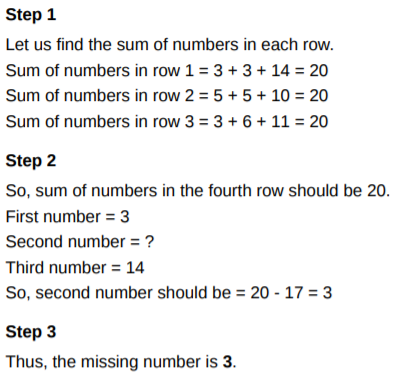 Step 1
Let us find the sum of numbers in each row.
Sum of numbers in row 1 = 3 + 3 + 14 = 20
Sum of numbers in row 2 = 5 + 5 + 10 = 20
Sum of numbers in row 3 = 3 + 6 + 11 = 20
Step 2
So, sum of numbers in the fourth row should be 20.
First number = 3
Second number = ?
Third number = 14
So, second number should be = 20 - 17 = 3
Step 3
Thus, the missing number is 3.